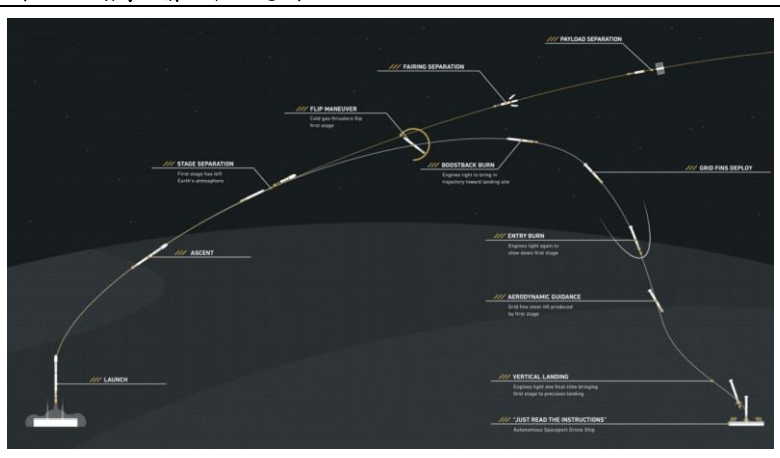 /// PAYLOAD SEPARATION
/// FAIRING SEPARATION
/// FLIP MANEUVER
Cold gas thrusters flip
first stage
/// STAGE SEPARATION
First stage has left
Earth's atmosphere
/// BOOSTBACK BURN
Engines light to bring in
trajectory toward landing site
/// GRID FINS DEPLOY
/// ENTRY BURN
Engines light again to
slow down first stage
/// ASCENT
/// AERODYNAMIC GUIDANCE
Grid fins steer lift produced
by first stage
/// VERTICAL LANDING
Engines light one final time bringing
first stage to precision landing
/// LAUNCH
/// "JUST READ THE INSTRUCTIONS"
Autonomous Spaceport Drone Ship